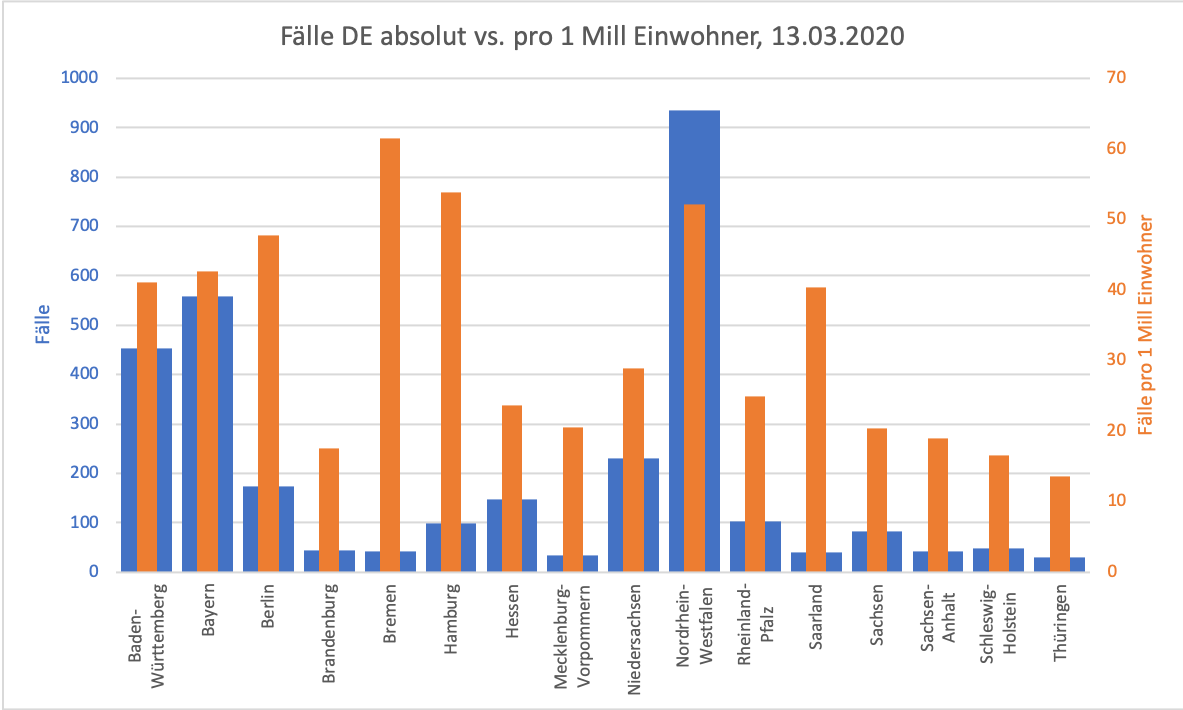 Fälle DE absolut vs. pro 1 Mill Einwohner, 13.03.2020
1000
900
800
700
600
500
400
300
200
100
0
Fälle
70
60
50
40
30
20
10
0
Fälle pro 1 Mill Einwohner
Baden-
Württemberg
Bayern
Berlin
Brandenburg
Bremen
Hamburg
Hessen
Mecklenburg-
Vorpommern
Niedersachsen
Nordrhein-
Westfalen
Rheinland-
Pfalz
Saarland
Sachsen
Sachsen-
Anhalt
Schleswig-
Holstein
Thüringen